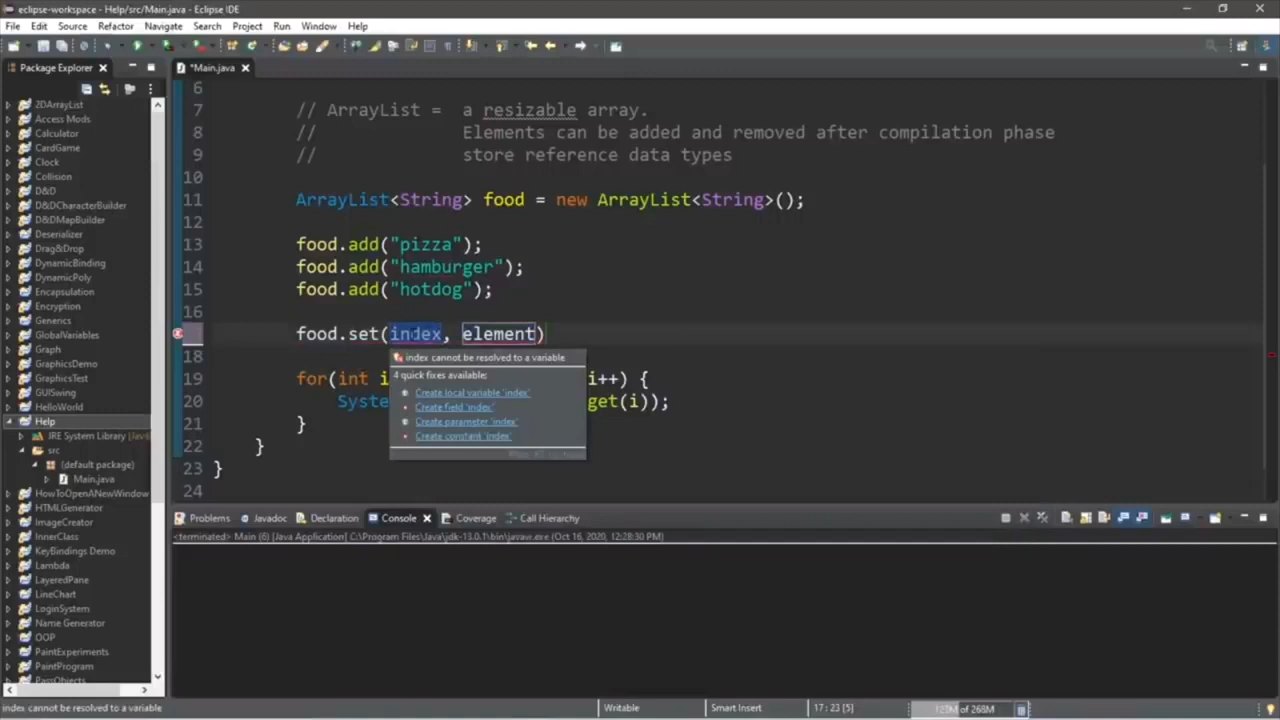 eclipse-workspace - Help/src/Main.java - Eclipse IDE
File Edit Source Refactor Navigate Search Project Run Window Help
Package Explorer
*Main.java
2DArrayList
Access Mods
Calculator
CardGame
Clock
Collision
D&D
D&DCharacterBuilder
D&DMapBuilder
Deserializer
Drag&Drop
DynamicBinding
DynamicPoly
Encapsulation
Encryption
Generics
GlobalVariables
Graph
GraphicsDemo
GraphicsTest
GUISwing
HelloWorld
Help
JRE System Library [Java
src
(default package)
Main.java
HowToOpenANewWindow
HTMLGenerator
ImageCreator
InnerClass
KeyBindings Demo
Lambda
LayeredPane
LineChart
LoginSystem
Name Generator
OOP
PaintExperiments
PaintProgram
PassObjects
6
7 // ArrayList = a resizable array.
8 // Elements can be added and removed after compilation phase
9 // store reference data types
10
11 ArrayList<String> food = new ArrayList<String>();
12
13 food.add("pizza");
14 food.add("hamburger");
15 food.add("hotdog");
16
food.set(index, element)
18
19 for(int i i++) {
20 System get(i));
21 }
22 }
23 }
24
index cannot be resolved to a variable
4 quick fixes available:
Create local variable 'index'
Create field 'index'
Create parameter 'index'
Create constant 'index'
Problems Javadoc Declaration Console Coverage Call Hierarchy
<terminated> Main (6) [Java Application] C:\Program Files\Java\jdk-13.0.1\bin\javaw.exe (Oct 16, 2020, 12:28:30 PM)
index cannot be resolved to a variable Writable Smart Insert 17 : 23 [5] of 268M